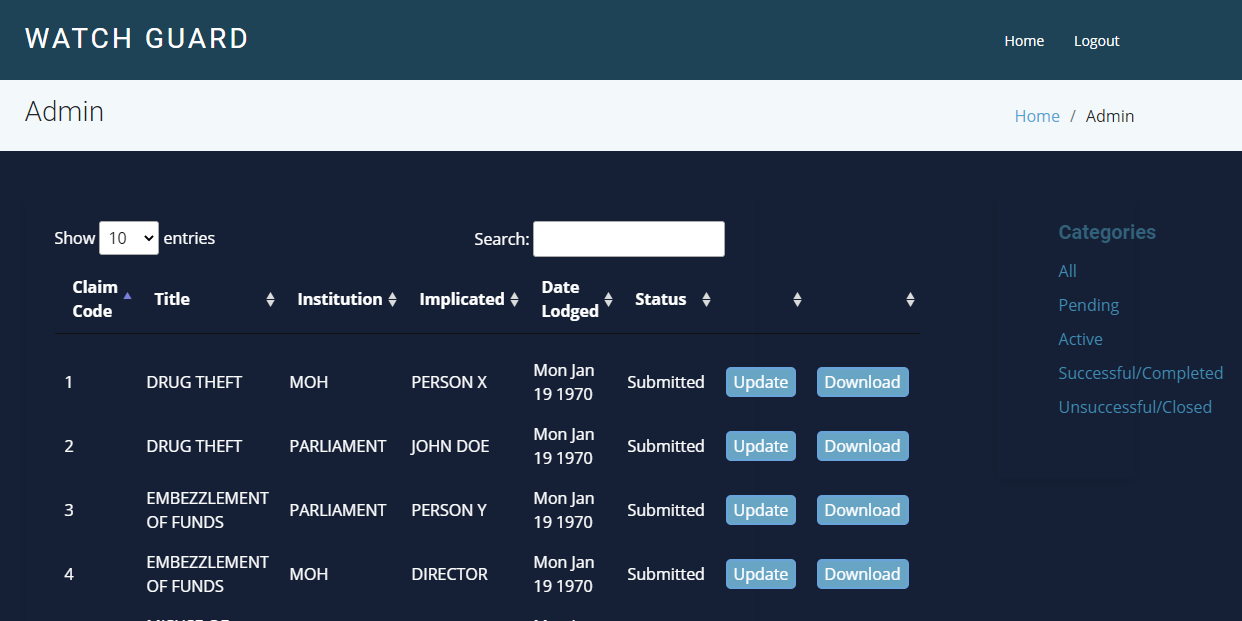 WATCH GUARD
Home Logout
Admin
Home / Admin
Show 10 entries Search:
Categories
All
Pending
Active
Successful/Completed
Unsuccessful/Closed
Claim Code Title Institution Implicated Date Lodged Status
1 DRUG THEFT MOH PERSON X Mon Jan 19 1970 Submitted Update Download
2 DRUG THEFT PARLIAMENT JOHN DOE Mon Jan 19 1970 Submitted Update Download
3 EMBEZZLEMENT OF FUNDS PARLIAMENT PERSON Y Mon Jan 19 1970 Submitted Update Download
4 EMBEZZLEMENT OF FUNDS MOH DIRECTOR Mon Jan 19 1970 Submitted Update Download